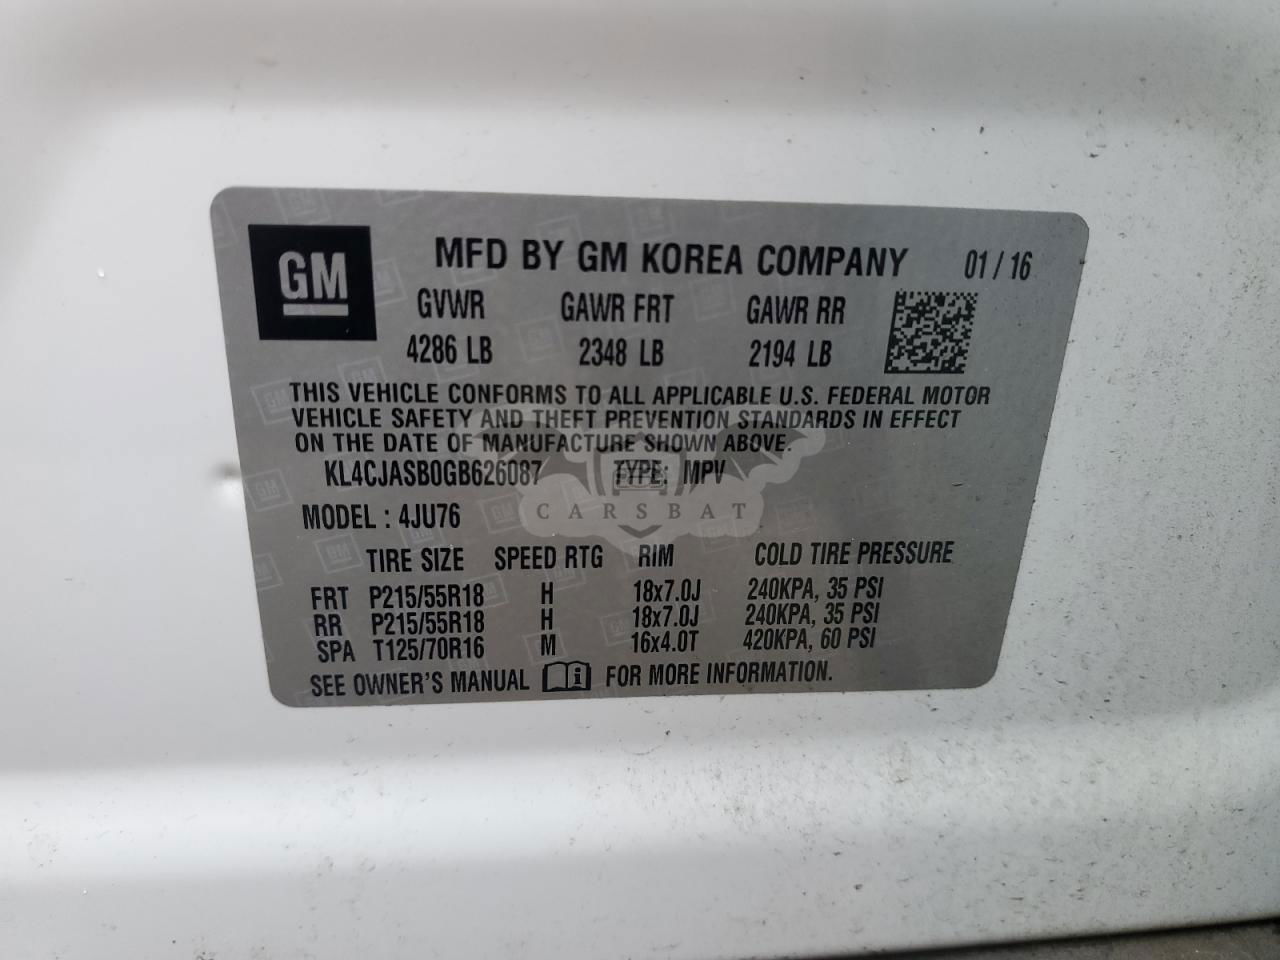 GM MFD BY GM KOREA COMPANY 01/16
GVWR GAWR FRT GAWR RR
4286 LB 2348 LB 2194 LB
THIS VEHICLE CONFORMS TO ALL APPLICABLE U.S. FEDERAL MOTOR
VEHICLE SAFETY AND THEFT PREVENTION STANDARDS IN EFFECT
ON THE DATE OF MANUFACTURE SHOWN ABOVE.
KL4CJASB0GB626087 TYPE: MPV
CARSBAT
MODEL : 4JU76
TIRE SIZE SPEED RTG RIM COLD TIRE PRESSURE
FRT P215/55R18 H 18x7.0J 240KPA, 35 PSI
RR P215/55R18 H 18x7.0J 240KPA, 35 PSI
SPA T125/70R16 M 16x4.0T 420KPA, 60 PSI
SEE OWNER'S MANUAL FOR MORE INFORMATION.